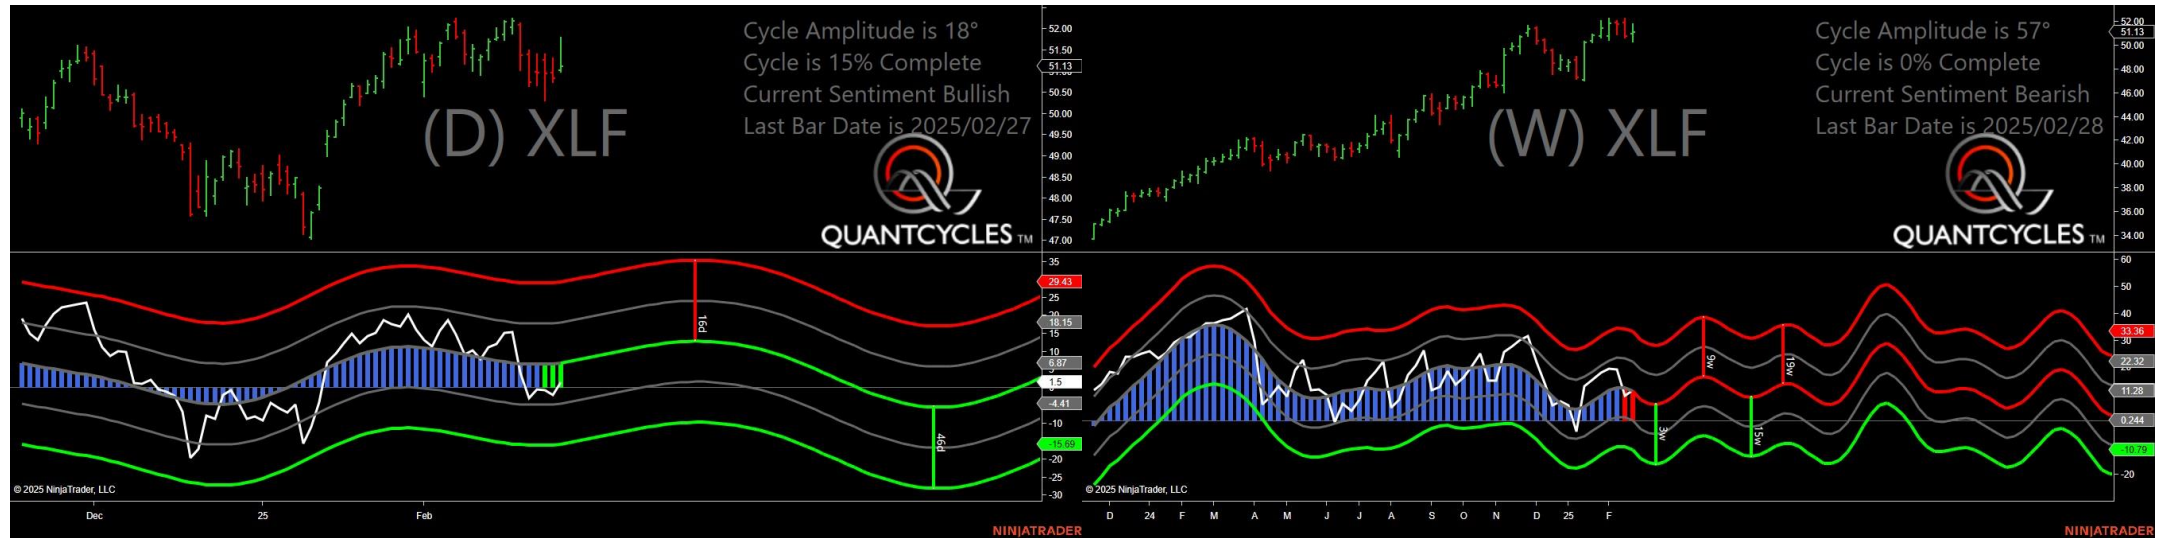 Cycle Amplitude is 18°
Cycle is 15% Complete
Current Sentiment Bullish
Last Bar Date is 2025/02/27
(D) XLF
QUANTCYCLES TM
52.00
51.50
51.13
50.50
50.00
49.50
49.00
48.50
48.00
47.50
47.00
35
29.43
25
18.15
15
10
6.87
1.5
-4.41
-10
-15.69
-20
-25
-30
16d
46d
© 2025 NinjaTrader, LLC
Dec 25 Feb
NINJATRADER
Cycle Amplitude is 57°
Cycle is 0% Complete
Current Sentiment Bearish
Last Bar Date is 2025/02/28
(W) XLF
QUANTCYCLES TM
52.00
51.13
50.00
48.00
46.00
44.00
42.00
40.00
38.00
36.00
34.00
60
50
40
33.36
30
22.32
11.28
0.244
-10.79
-20
9w
19w
3w
15w
© 2025 NinjaTrader, LLC
D 24 F M A M J J A S O N D 25 F
NINJATRADER